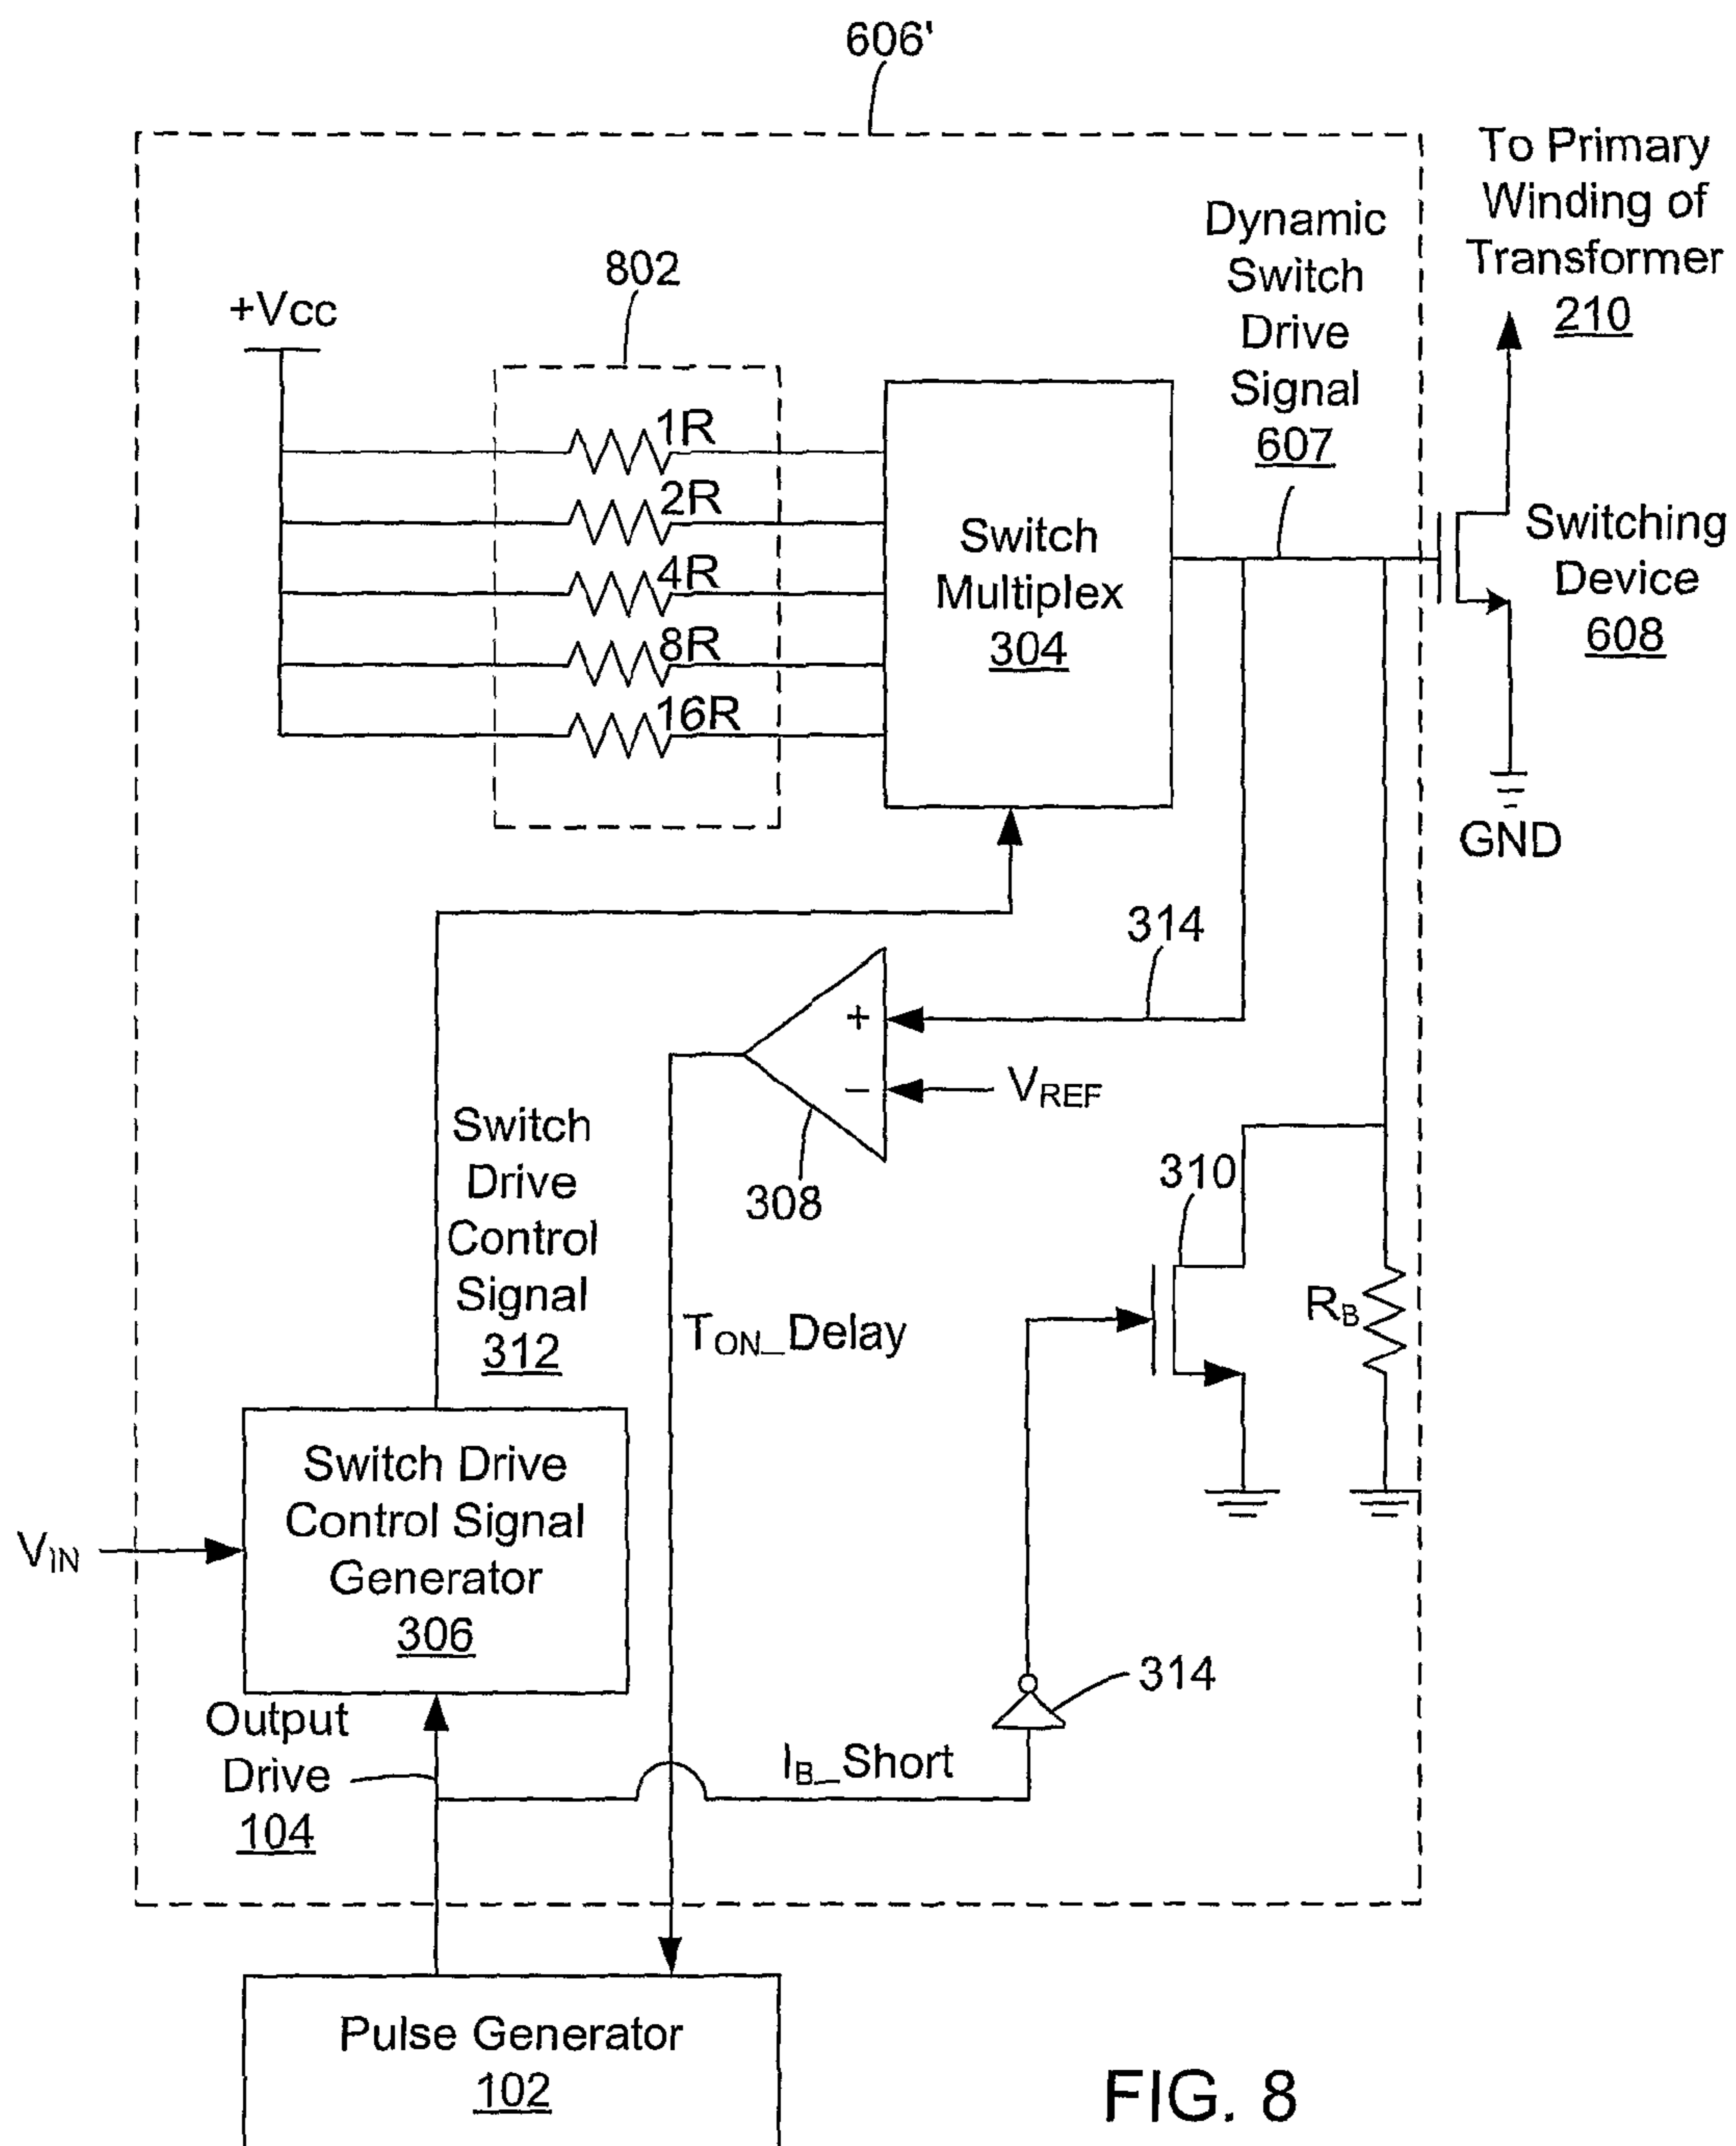 606'
To Primary
Winding of
Transformer
210
Dynamic
Switch
Drive
Signal
607
802
+Vcc
1R
2R
4R
8R
16R
Switch
Multiplex
304
Switching
Device
608
GND
314
+
−
VREF
308
Switch
Drive
Control
Signal
312
310
RB
TON_Delay
Switch Drive
Control Signal
Generator
306
VIN
314
Output
Drive
104
IB_Short
Pulse Generator
102
FIG. 8